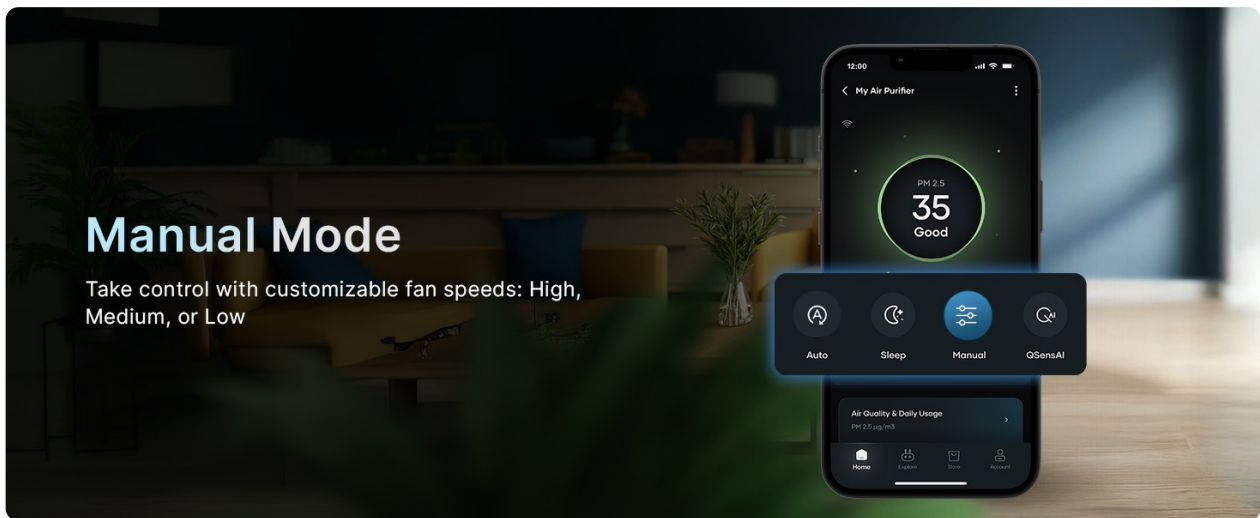 Manual Mode
Take control with customizable fan speeds: High,
Medium, or Low
12:00
My Air Purifier
PM 2.5
35
Good
Auto
Sleep
Manual
QSensAI
Air Quality & Daily Usage
PM 2.5 µg/m3
Home
Explore
Store
Account